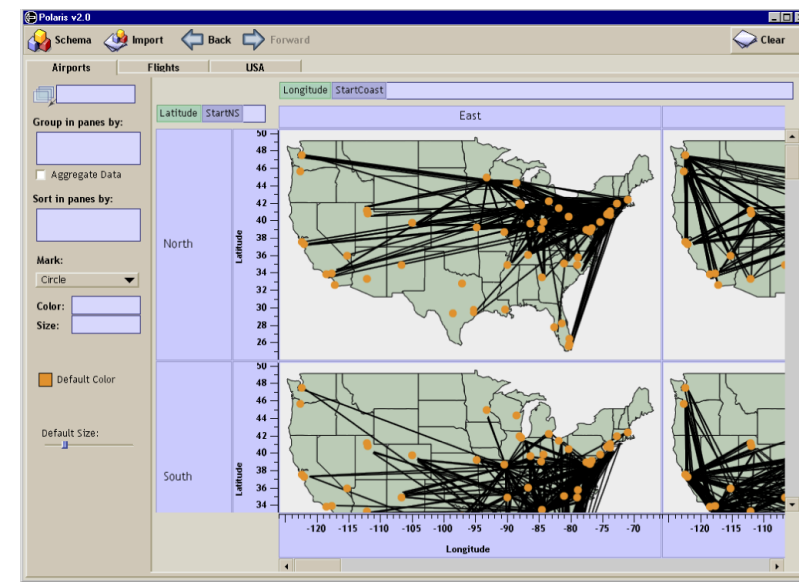 Polaris v2.0
Schema Import Back Forward Clear
Airports Flights USA
Longitude StartCoast
Latitude StartNS
East
Group in panes by:
Aggregate Data
Sort in panes by:
Mark:
Circle
Color:
Size:
Default Color
Default Size:
North
Latitude
50
48
46
44
42
40
38
36
34
32
30
28
26
South
Latitude
50
48
46
44
42
40
38
36
34
-120 -115 -110 -105 -100 -95 -90 -85 -80 -75 -70
-120 -115 -110
Longitude